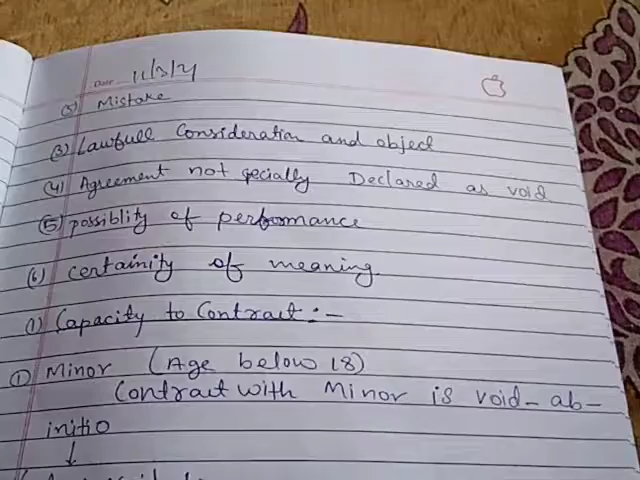 Date 11/3/21
(5) Mistake
(3) Lawfull Consideration and object
(4) Agreement not specially Declared as void
(5) possiblity of performance
(6) Certainity of meaning
(1) Capacity to Contract :-
(1) Minor (Age below 18)
Contract with Minor is void-ab-
initio